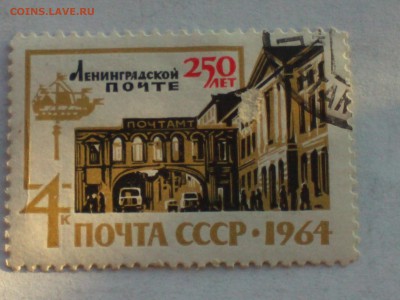 COINS.LAVE.RU
ЛЕНИНГРАДСКОЙ
ПОЧТЕ
250
ЛЕТ
ПОЧТАМТ
4к
ПОЧТА СССР · 1964